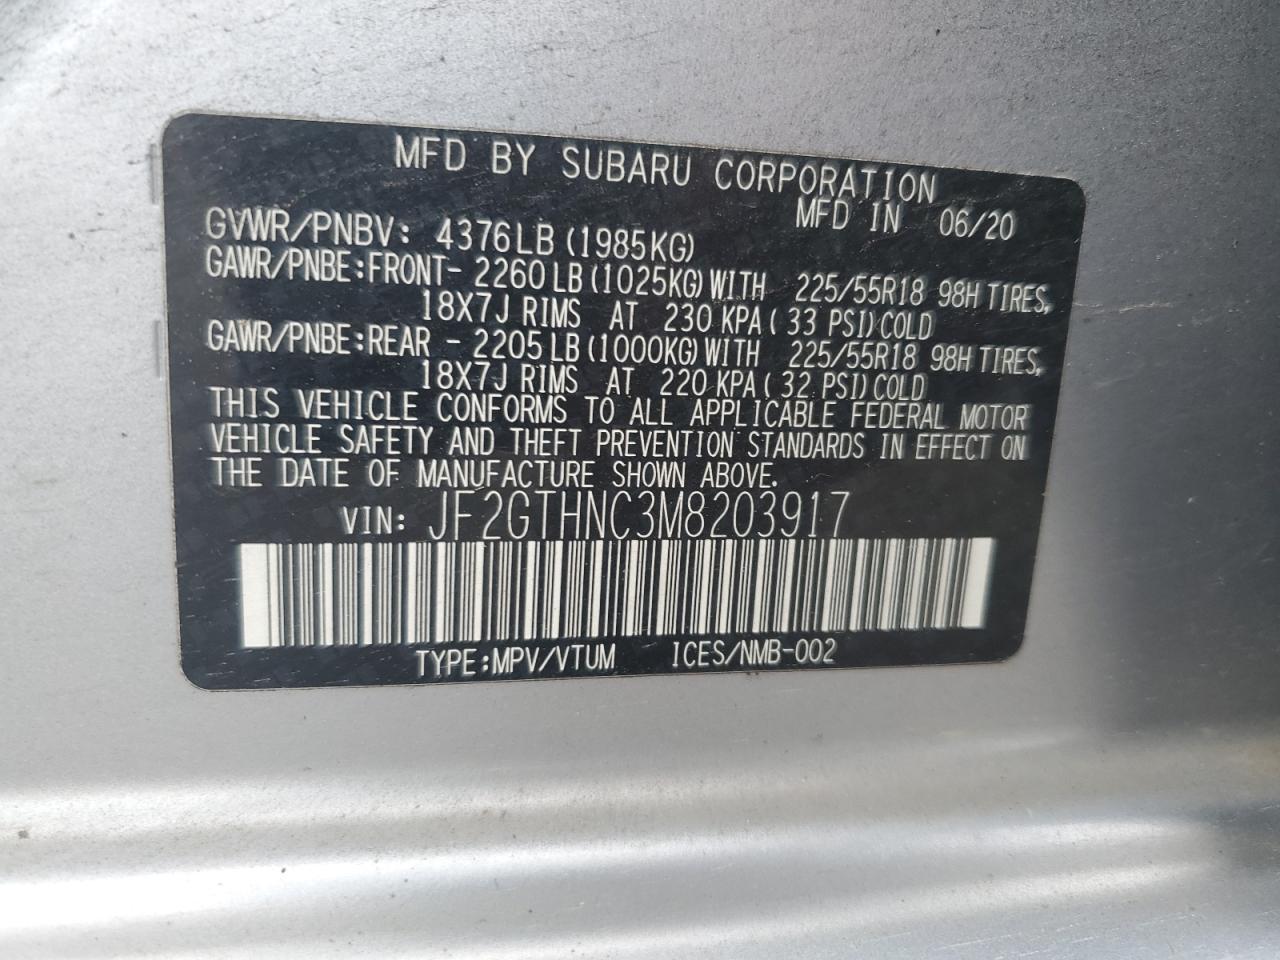 MFD BY SUBARU CORPORATION
MFD IN 06/20
GVWR/PNBV: 4376LB (1985KG)
GAWR/PNBE:FRONT- 2260 LB (1025KG) WITH 225/55R18 98H TIRES,
18X7J RIMS AT 230 KPA ( 33 PSI) COLD
GAWR/PNBE:REAR - 2205 LB (1000KG) WITH 225/55R18 98H TIRES,
18X7J RIMS AT 220 KPA ( 32 PSI) COLD
THIS VEHICLE CONFORMS TO ALL APPLICABLE FEDERAL MOTOR
VEHICLE SAFETY AND THEFT PREVENTION STANDARDS IN EFFECT ON
THE DATE OF MANUFACTURE SHOWN ABOVE.
VIN: JF2GTHNC3M8203917
TYPE:MPV/VTUM ICES/NMB-002